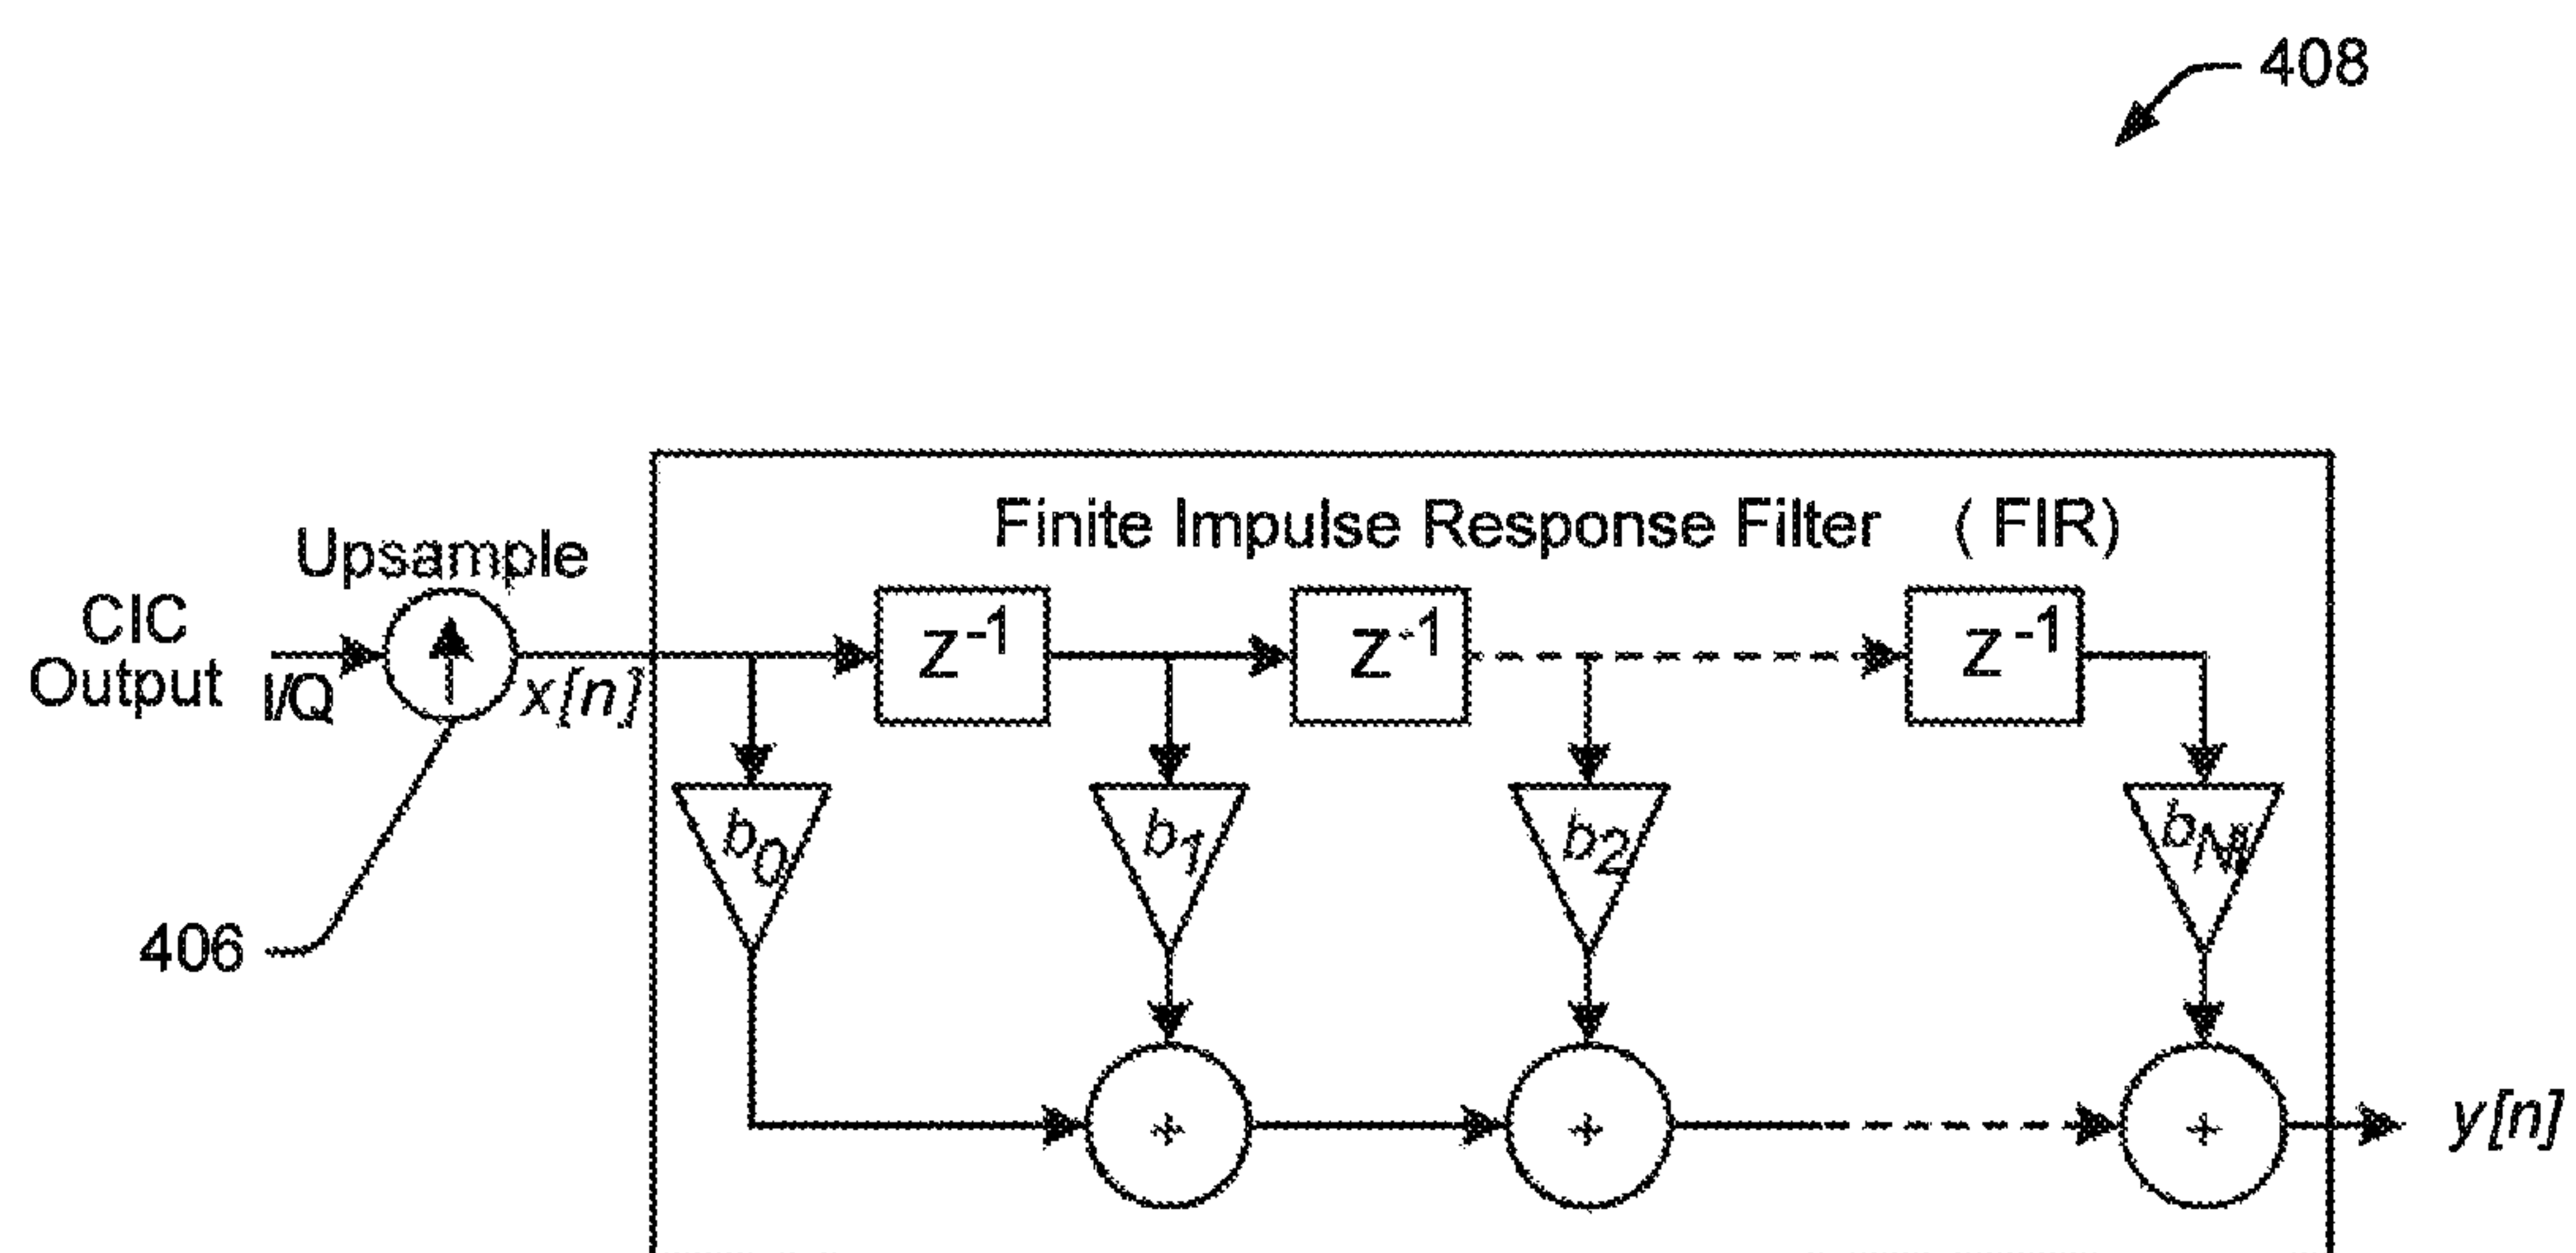 408
Finite Impulse Response Filter ( FIR)
Upsample
CIC
Output
I/Q
x[n]
z-1
z-1
z-1
b0
b1
b2
bN
406
+
+
+
y[n]